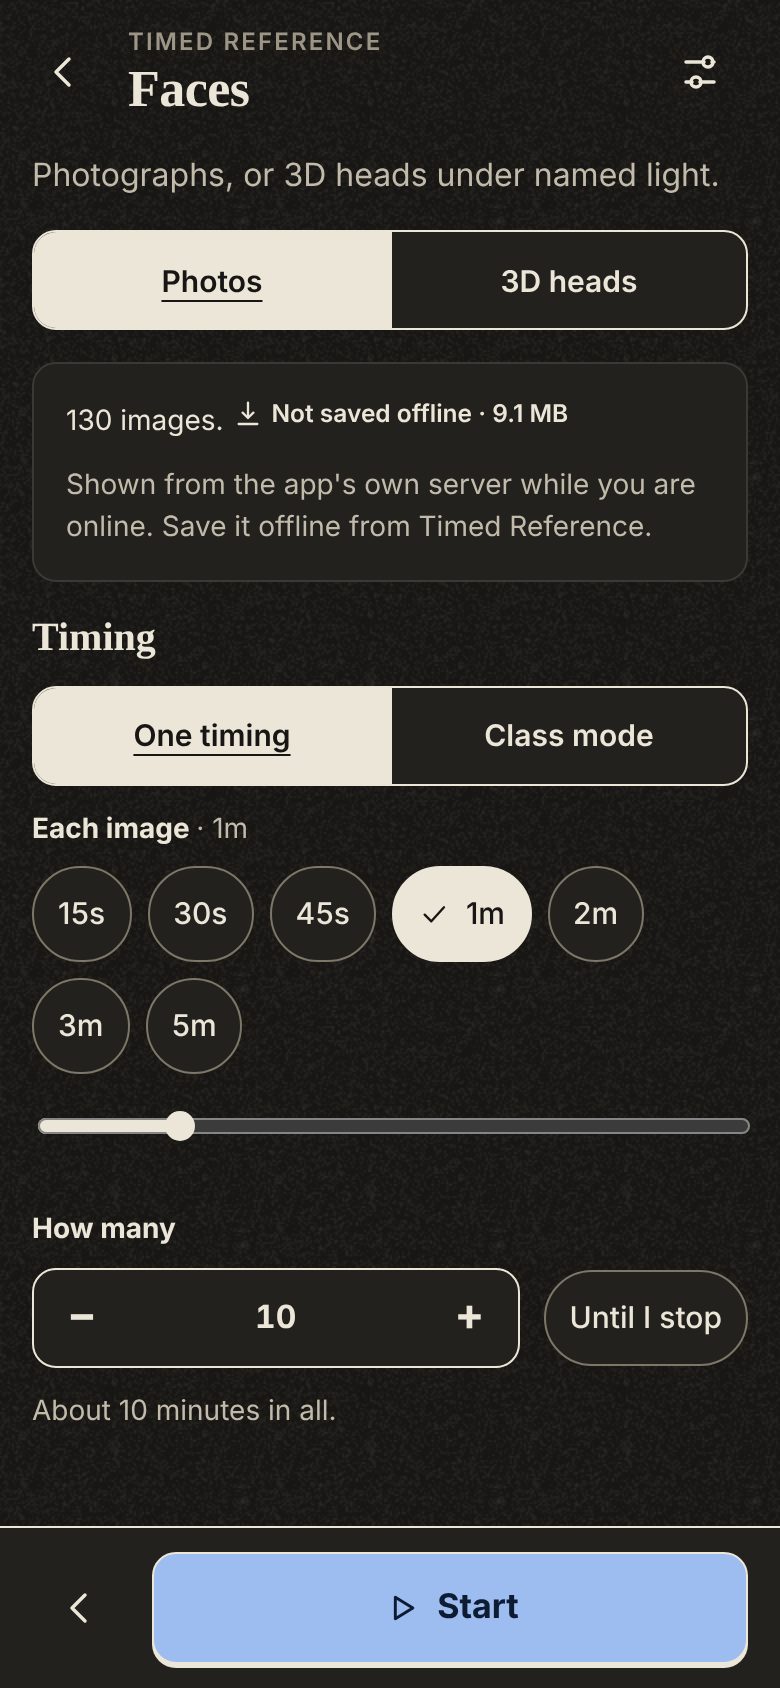 TIMED REFERENCE
Faces
Photographs, or 3D heads under named light.
Photos
3D heads
130 images. Not saved offline · 9.1 MB
Shown from the app's own server while you are
online. Save it offline from Timed Reference.
Timing
One timing
Class mode
Each image · 1m
15s
30s
45s
1m
2m
3m
5m
How many
− 10 +
Until I stop
About 10 minutes in all.
Start